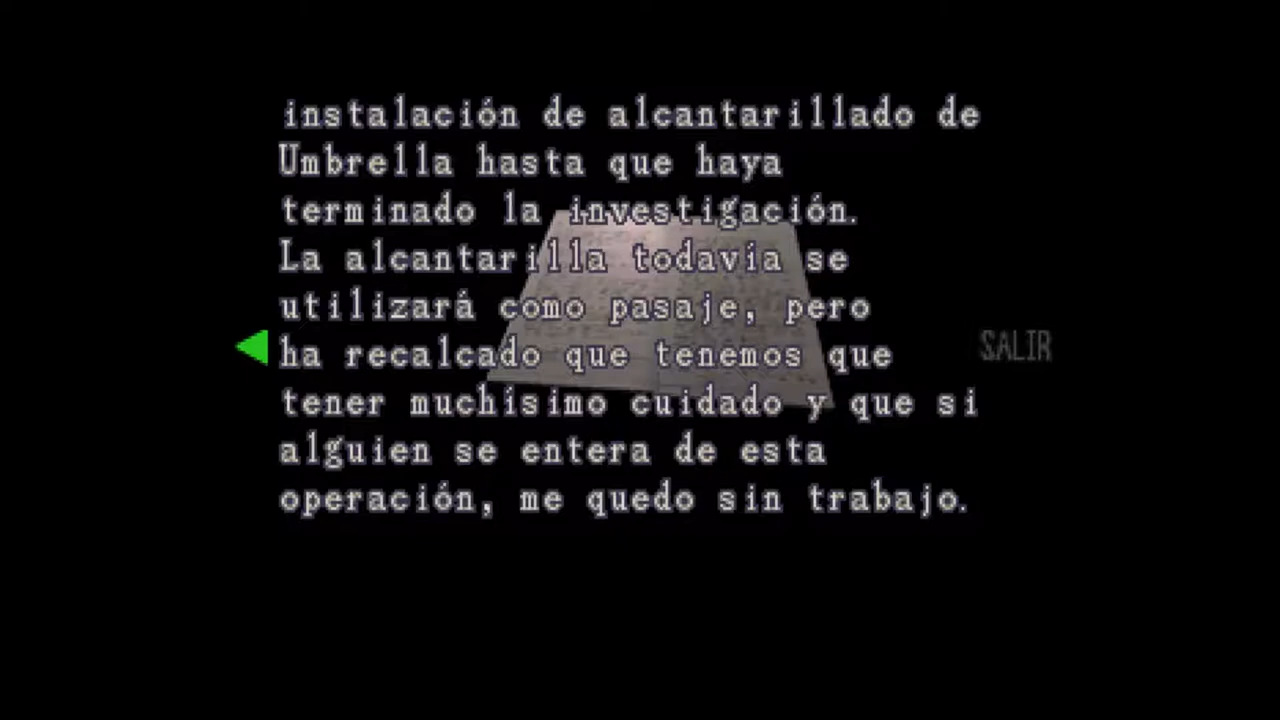 instalación de alcantarillado de
Umbrella hasta que haya
terminado la investigación.
La alcantarilla todavía se
utilizará como pasaje, pero
ha recalcado que tenemos que
tener muchísimo cuidado y que si
alguien se entera de esta
operación, me quedo sin trabajo.
SALIR